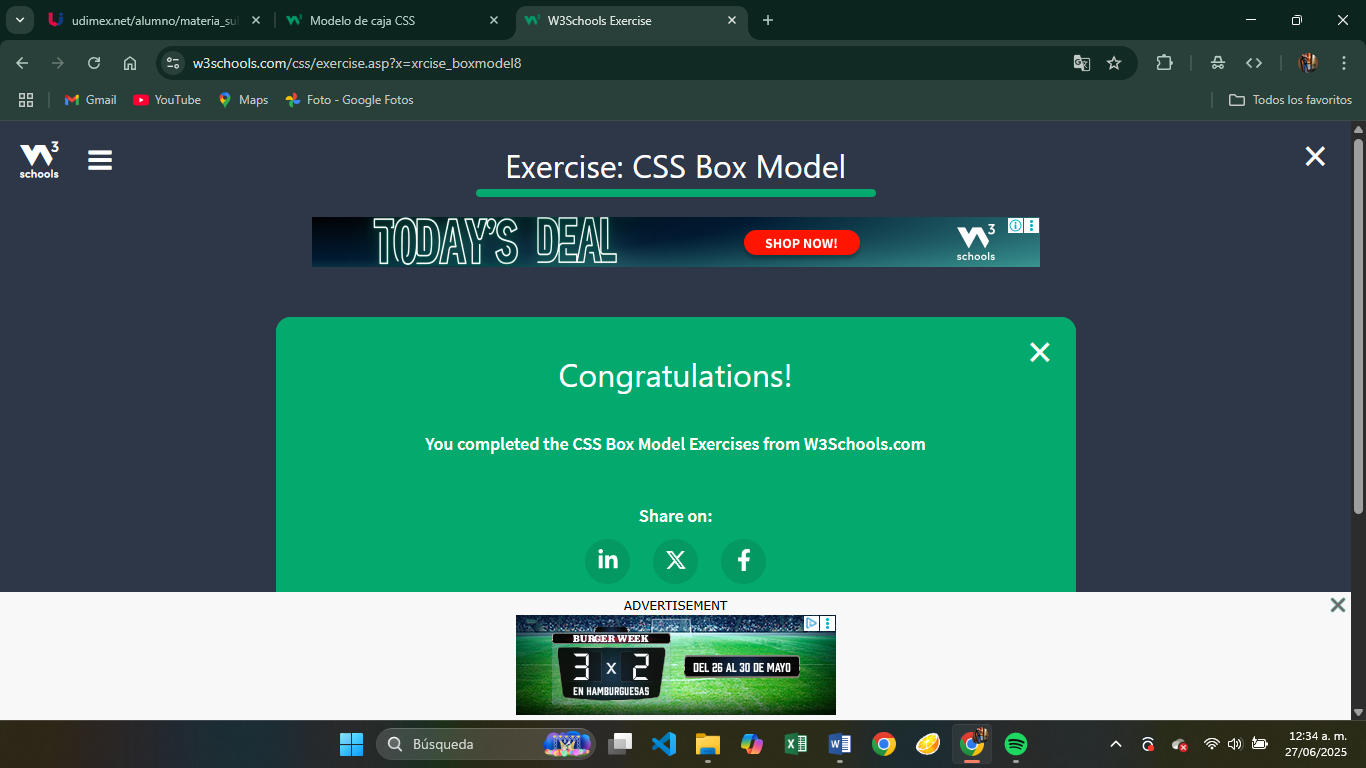 udimex.net/alumno/materia_su
Modelo de caja CSS
W3Schools Exercise
w3schools.com/css/exercise.asp?x=xrcise_boxmodel8
Gmail
YouTube
Maps
Foto - Google Fotos
Todos los favoritos
3
schools
Exercise: CSS Box Model
TODAY'S DEAL
SHOP NOW!
3
schools
Congratulations!
You completed the CSS Box Model Exercises from W3Schools.com
Share on:
in
X
f
ADVERTISEMENT
BURGER WEEK
3 x 2
EN HAMBURGUESAS
DEL 26 AL 30 DE MAYO
Búsqueda
12:34 a. m.
27/06/2025